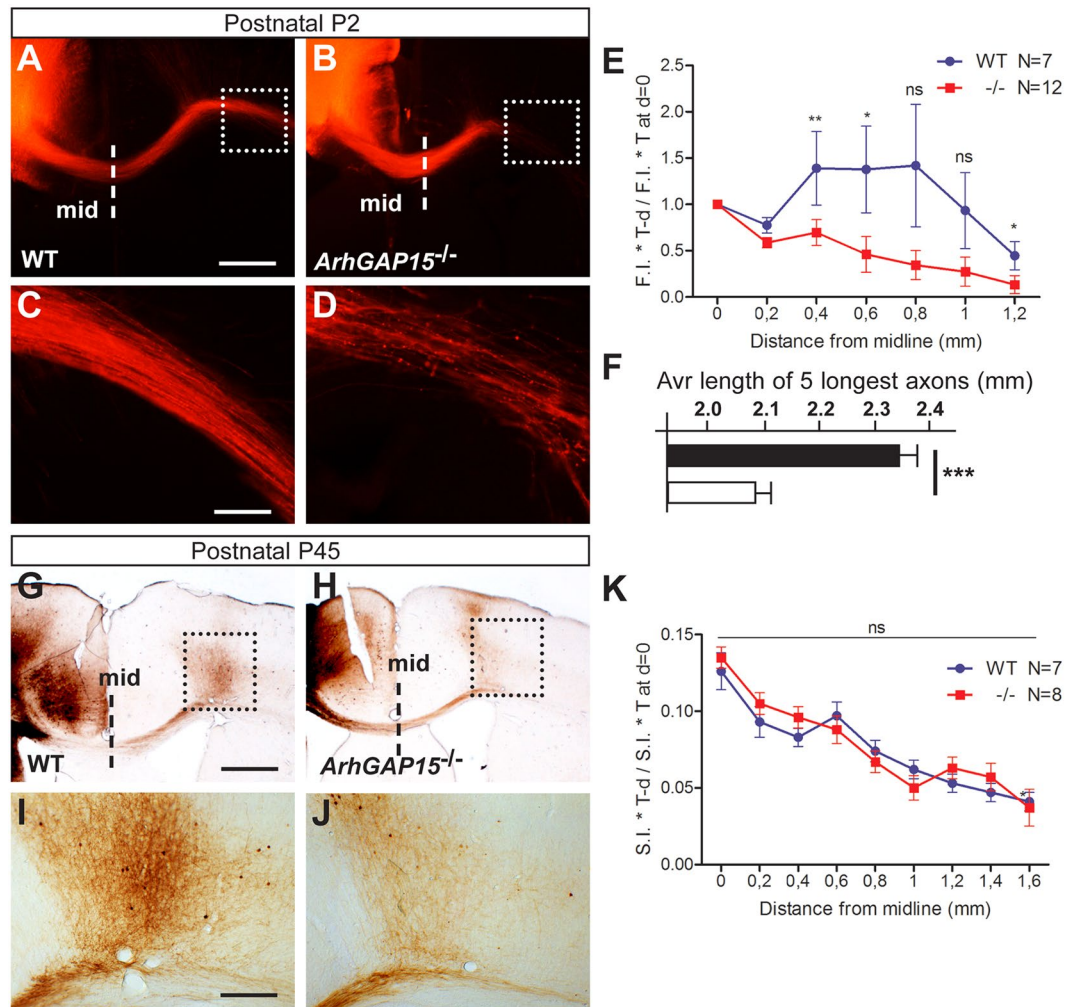 Postnatal P2
A
mid
WT
B
mid
ArhGAP15-/-
C
D
E
WT N=7
-/- N=12
F.I. * T-d / F.I. * T at d=0
2.5
2.0
1.5
1.0
0.5
0.0
**
*
ns
ns
*
0 0,2 0,4 0,6 0,8 1 1,2
Distance from midline (mm)
F
Avr length of 5 longest axons (mm)
2.0 2.1 2.2 2.3 2.4
***
Postnatal P45
G
mid
WT
H
mid
ArhGAP15-/-
I
J
K
ns
WT N=7
-/- N=8
S.I. * T-d / S.I. * T at d=0
0.15
0.10
0.05
0.00
*
0 0,2 0,4 0,6 0,8 1 1,2 1,4 1,6
Distance from midline (mm)